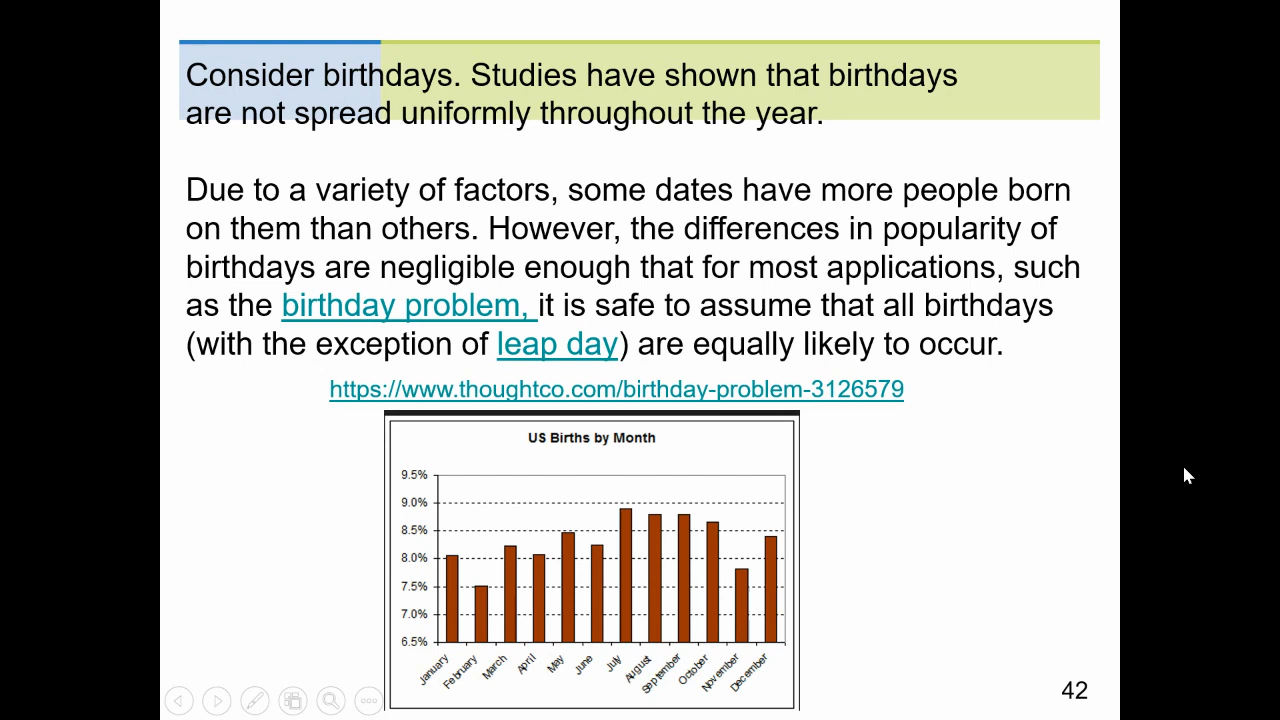 Consider birthdays. Studies have shown that birthdays
are not spread uniformly throughout the year.
Due to a variety of factors, some dates have more people born
on them than others. However, the differences in popularity of
birthdays are negligible enough that for most applications, such
as the birthday problem, it is safe to assume that all birthdays
(with the exception of leap day) are equally likely to occur.
https://www.thoughtco.com/birthday-problem-3126579
US Births by Month
9.5%
9.0%
8.5%
8.0%
7.5%
7.0%
6.5%
January
February
March
April
May
June
July
August
September
October
November
December
42